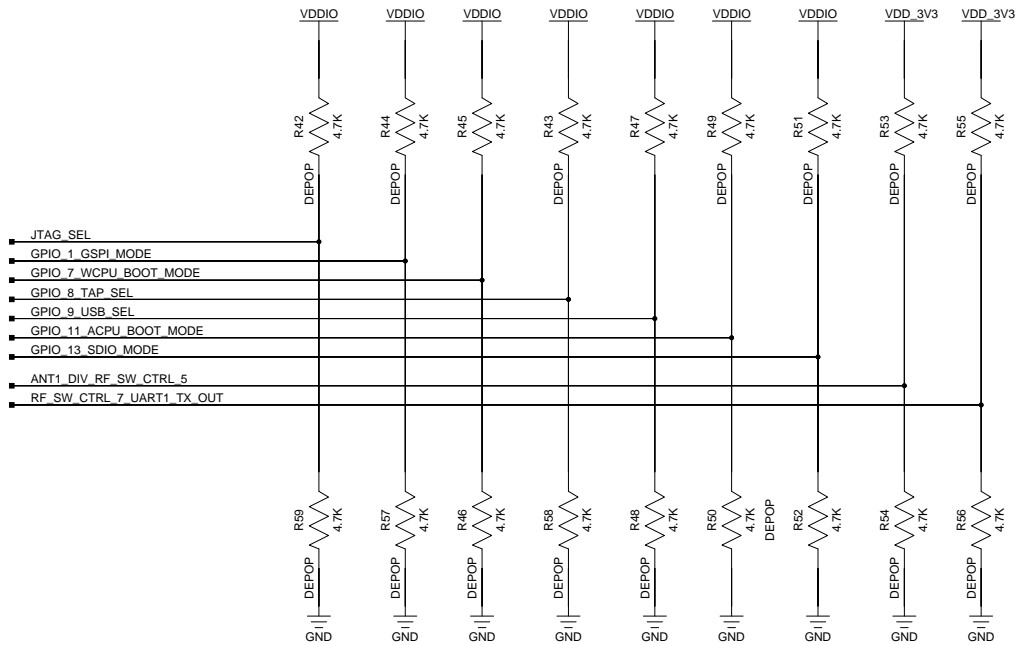 VDDIO VDDIO VDDIO VDDIO VDDIO VDDIO VDDIO VDD_3V3 VDD_3V3
R42 4.7K R44 4.7K R45 4.7K R43 4.7K R47 4.7K R49 4.7K R51 4.7K R53 4.7K R55 4.7K
DEPOP DEPOP DEPOP DEPOP DEPOP DEPOP DEPOP
JTAG_SEL
GPIO_1_GSPI_MODE
GPIO_7_WCPU_BOOT_MODE
GPIO_8_TAP_SEL
GPIO_9_USB_SEL
GPIO_11_ACPU_BOOT_MODE
GPIO_13_SDIO_MODE
ANT1_DIV_RF_SW_CTRL_5
RF_SW_CTRL_7_UART1_TX_OUT
R59 4.7K R57 4.7K R46 4.7K R58 4.7K R48 4.7K R50 4.7K DEPOP R52 4.7K R54 4.7K R56 4.7K
DEPOP DEPOP DEPOP DEPOP DEPOP DEPOP DEPOP
GND GND GND GND GND GND GND GND GND